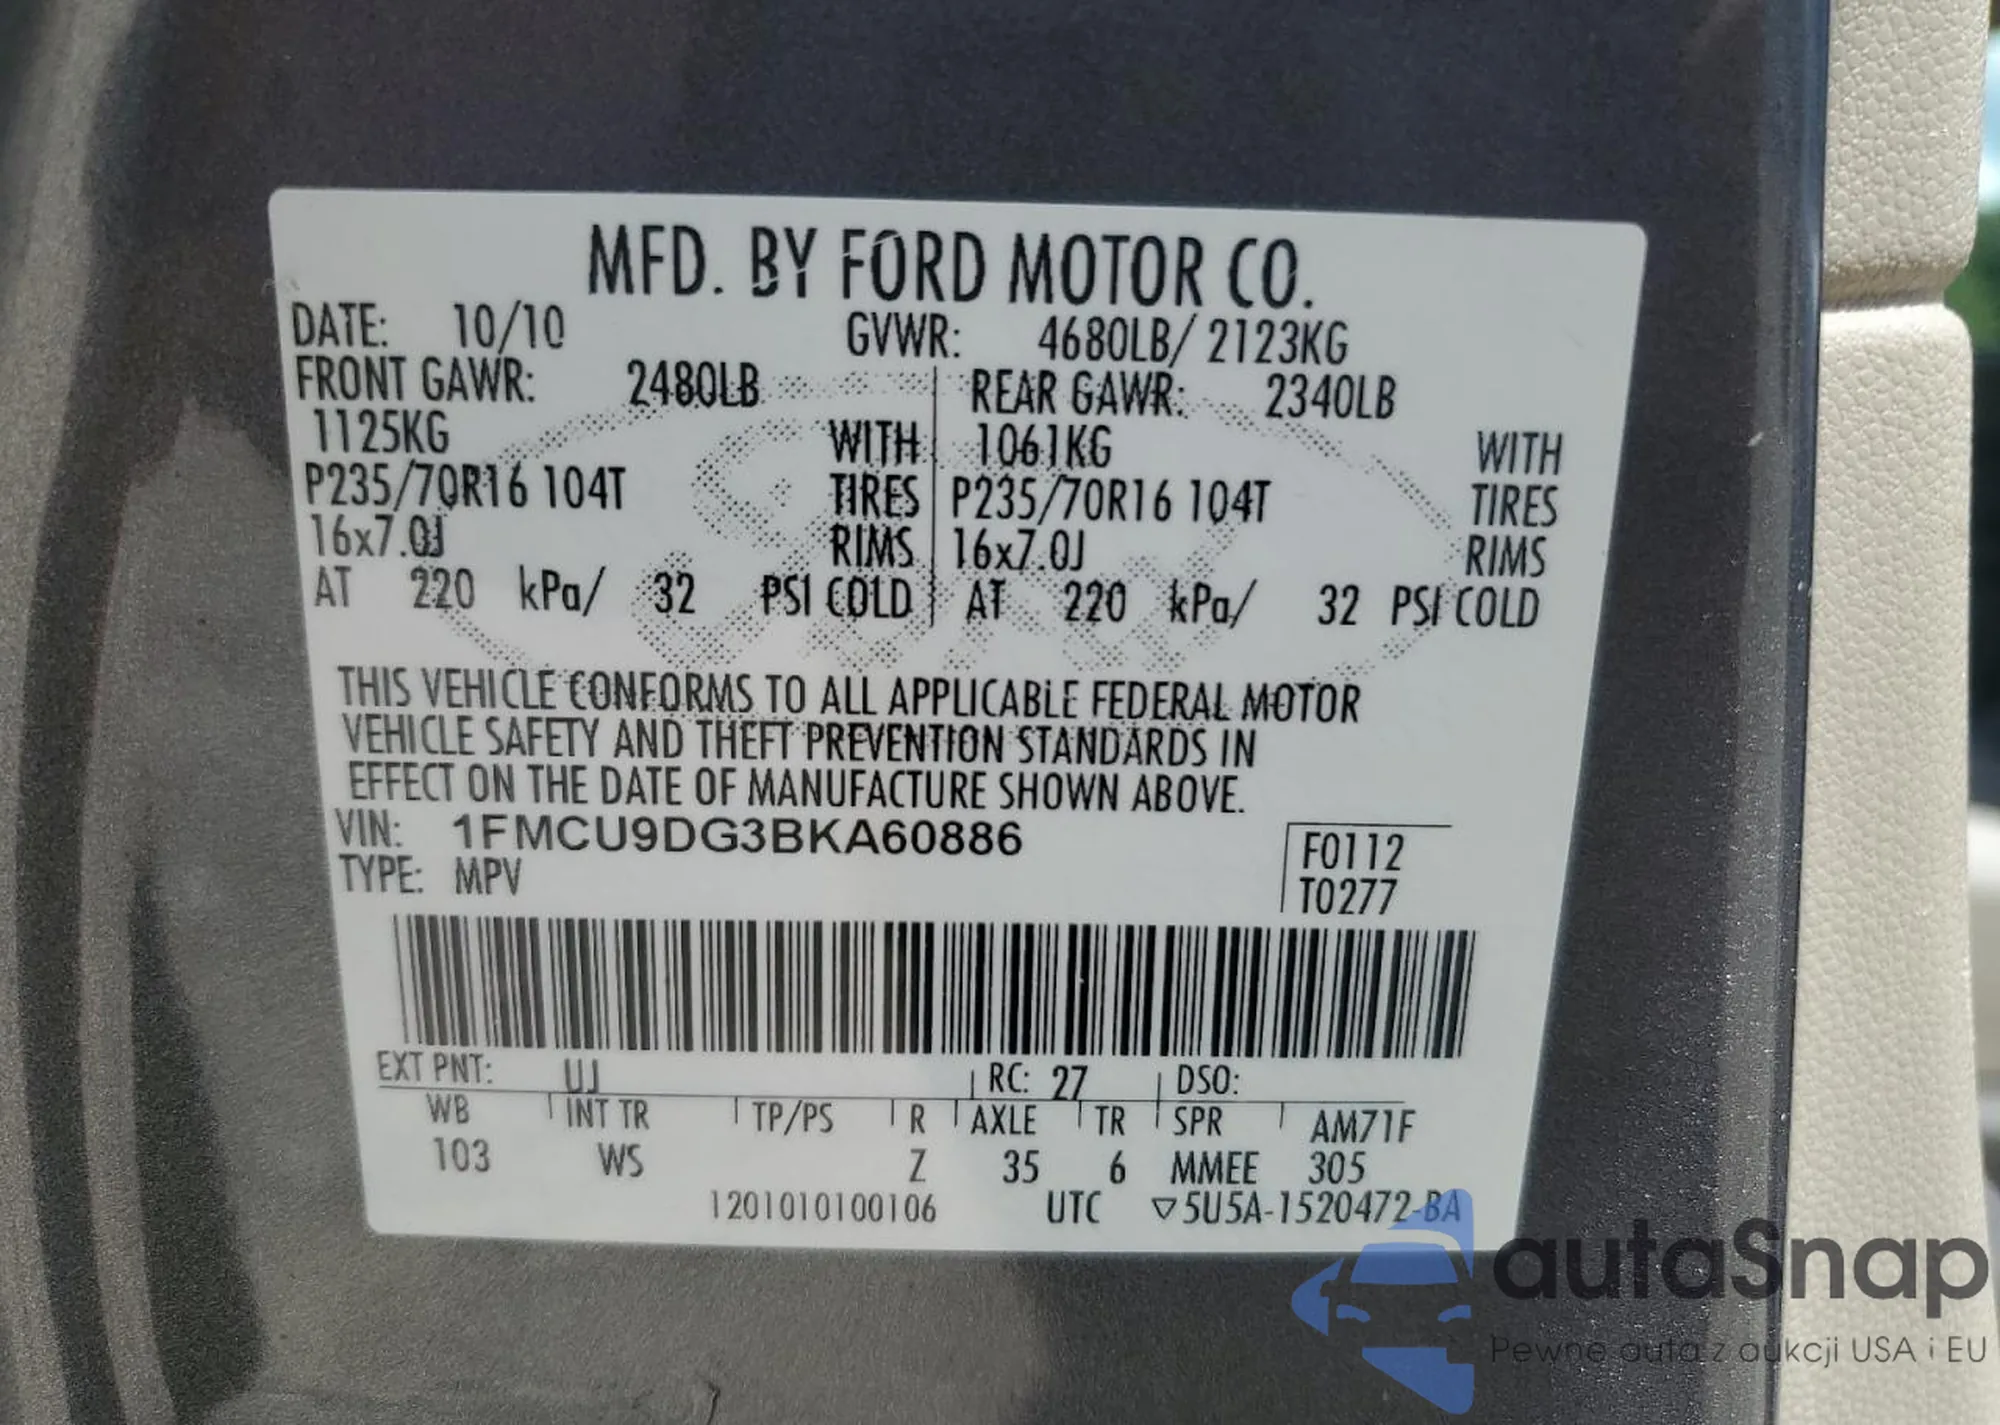 MFD. BY FORD MOTOR CO.
DATE: 10/10 GVWR: 4680LB/ 2123KG
FRONT GAWR: 2480LB REAR GAWR: 2340LB
1125KG WITH 1061KG WITH
P235/70R16 104T TIRES P235/70R16 104T TIRES
16x7.0J RIMS 16x7.0J RIMS
AT 220 kPa/ 32 PSI COLD AT 220 kPa/ 32 PSI COLD
THIS VEHICLE CONFORMS TO ALL APPLICABLE FEDERAL MOTOR
VEHICLE SAFETY AND THEFT PREVENTION STANDARDS IN
EFFECT ON THE DATE OF MANUFACTURE SHOWN ABOVE.
VIN: 1FMCU9DG3BKA60886
F0112
TYPE: MPV
T0277
EXT PNT: UJ RC: 27 DSO:
WB INT TR TP/PS R AXLE TR SPR AM71F
103 WS Z 35 6 MMEE 305
1201010100106 UTC ▽5U5A-1520472-BA
autaSnap
Pewne auta z aukcji USA i EU